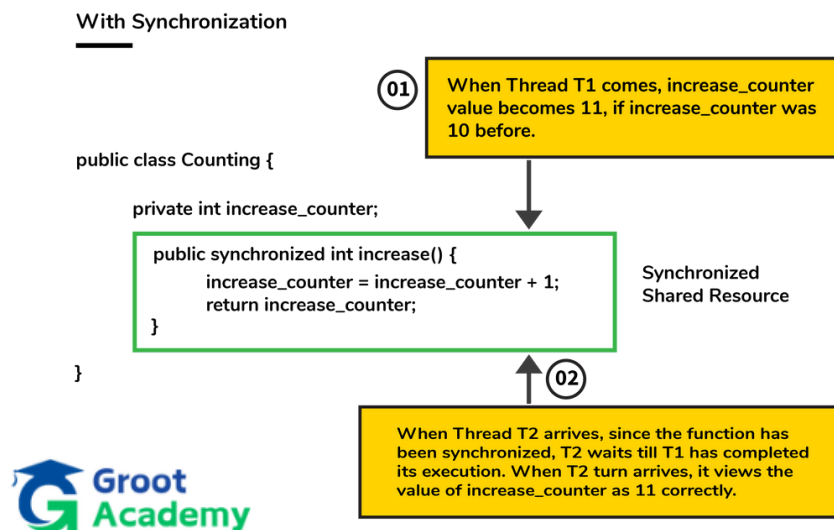 With Synchronization
01
When Thread T1 comes, increase_counter
value becomes 11, if increase_counter was
10 before.
public class Counting {
private int increase_counter;
public synchronized int increase() {
increase_counter = increase_counter + 1;
return increase_counter;
}
Synchronized
Shared Resource
}
02
When Thread T2 arrives, since the function has
been synchronized, T2 waits till T1 has completed
its execution. When T2 turn arrives, it views the
value of increase_counter as 11 correctly.
Groot
Academy